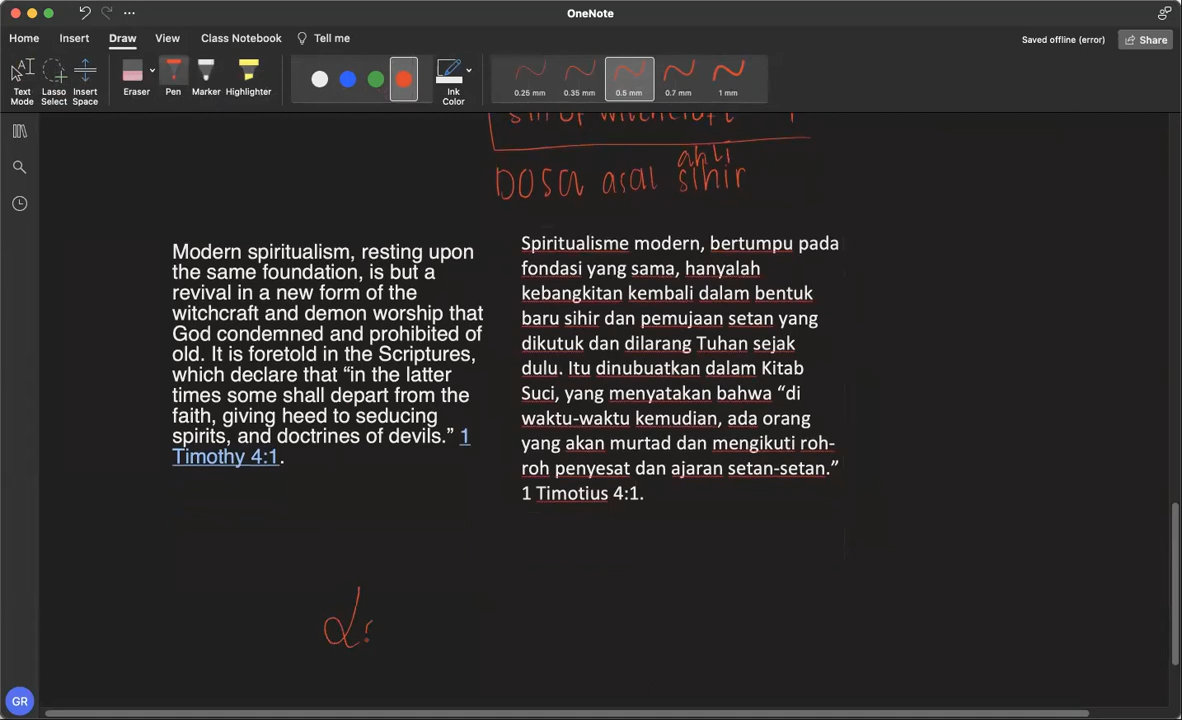 OneNote
Home Insert Draw View Class Notebook Tell me
Saved offline (error) Share
Text Mode
Lasso Select
Insert Space
Eraser
Pen
Marker
Highlighter
Ink Color
0.25 mm 0.35 mm 0.5 mm 0.7 mm 1 mm
sin of witchcraft
ahli
DOSa asal sihir
Modern spiritualism, resting upon
the same foundation, is but a
revival in a new form of the
witchcraft and demon worship that
God condemned and prohibited of
old. It is foretold in the Scriptures,
which declare that “in the latter
times some shall depart from the
faith, giving heed to seducing
spirits, and doctrines of devils.” 1
Timothy 4:1.
Spiritualisme modern, bertumpu pada
fondasi yang sama, hanyalah
kebangkitan kembali dalam bentuk
baru sihir dan pemujaan setan yang
dikutuk dan dilarang Tuhan sejak
dulu. Itu dinubuatkan dalam Kitab
Suci, yang menyatakan bahwa “di
waktu-waktu kemudian, ada orang
yang akan murtad dan mengikuti roh-
roh penyesat dan ajaran setan-setan.”
1 Timotius 4:1.
GR